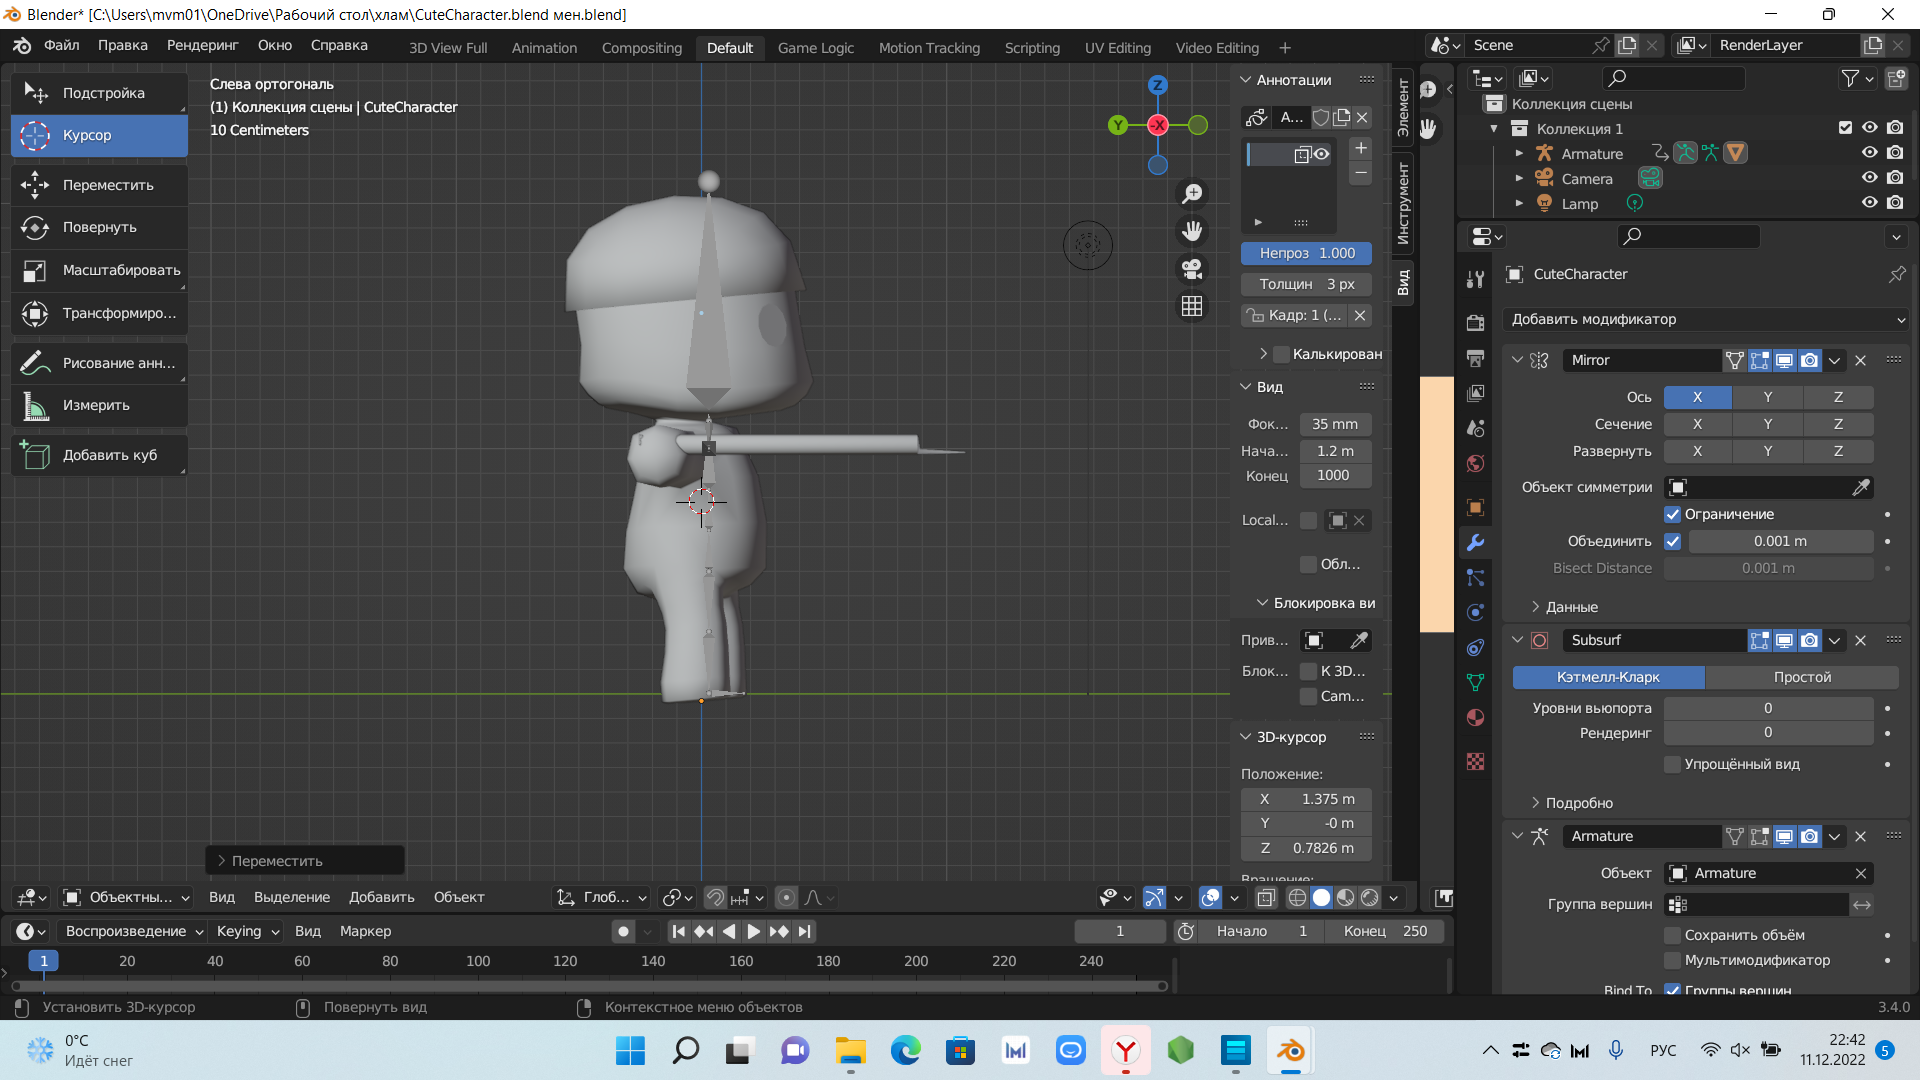 Blender* [C:\Users\mvm01\OneDrive\Рабочий стол\хлам\CuteCharacter.blend мен.blend]
Файл Правка Рендеринг Окно Справка 3D View Full Animation Compositing Default Game Logic Motion Tracking Scripting UV Editing Video Editing + Scene RenderLayer
Подстройка
Курсор
Переместить
Повернуть
Масштабировать
Трансформиро...
Рисование анн...
Измерить
Добавить куб
Слева ортогональ
(1) Коллекция сцены | CuteCharacter
10 Centimeters
Z
Y
-X
Переместить
Аннотации
А...
Непроз 1.000
Толщин 3 px
Кадр: 1 (...
Калькирован
Вид
Фок... 35 mm
Нача... 1.2 m
Конец 1000
Local...
Обл...
Блокировка ви
Прив...
Блок... К 3D...
Cam...
3D-курсор
Положение:
X 1.375 m
Y -0 m
Z 0.7826 m
Вращение:
Элемент
Инструмент
Вид
Коллекция сцены
Коллекция 1
Armature
Camera
Lamp
CuteCharacter
Добавить модификатор
Mirror
Ось X Y Z
Сечение X Y Z
Развернуть X Y Z
Объект симметрии
Ограничение
Объединить 0.001 m
Bisect Distance 0.001 m
Данные
Subsurf
Кэтмелл-Кларк Простой
Уровни вьюпорта 0
Рендеринг 0
Упрощённый вид
Подробно
Armature
Объект Armature
Группа вершин
Сохранить объём
Мультимодификатор
Bind To Группы вершин
Объектны... Вид Выделение Добавить Объект Глоб...
Воспроизведение Keying Вид Маркер 1 Начало 1 Конец 250
1 20 40 60 80 100 120 140 160 180 200 220 240
Установить 3D-курсор Повернуть вид Контекстное меню объектов 3.4.0
0°C
Идёт снег
РУС
22:42
11.12.2022
5